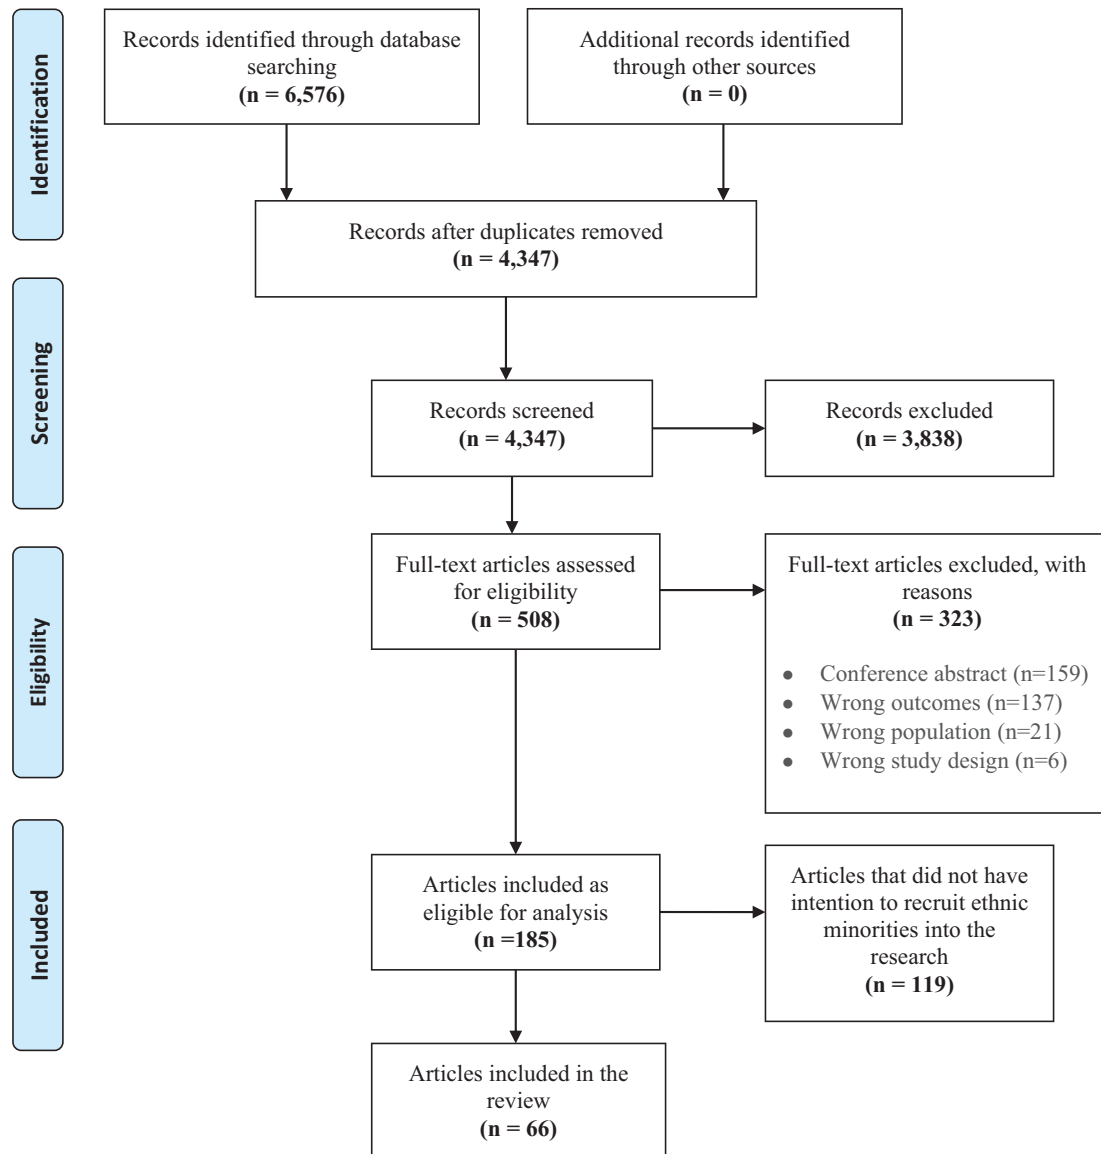 Identification
Records identified through database
searching
(n = 6,576)
Additional records identified
through other sources
(n = 0)
Records after duplicates removed
(n = 4,347)
Screening
Records screened
(n = 4,347)
Records excluded
(n = 3,838)
Eligibility
Full-text articles assessed
for eligibility
(n = 508)
Full-text articles excluded, with
reasons
(n = 323)
● Conference abstract (n=159)
● Wrong outcomes (n=137)
● Wrong population (n=21)
● Wrong study design (n=6)
Included
Articles included as
eligible for analysis
(n =185)
Articles that did not have
intention to recruit ethnic
minorities into the
research
(n = 119)
Articles included in the
review
(n = 66)